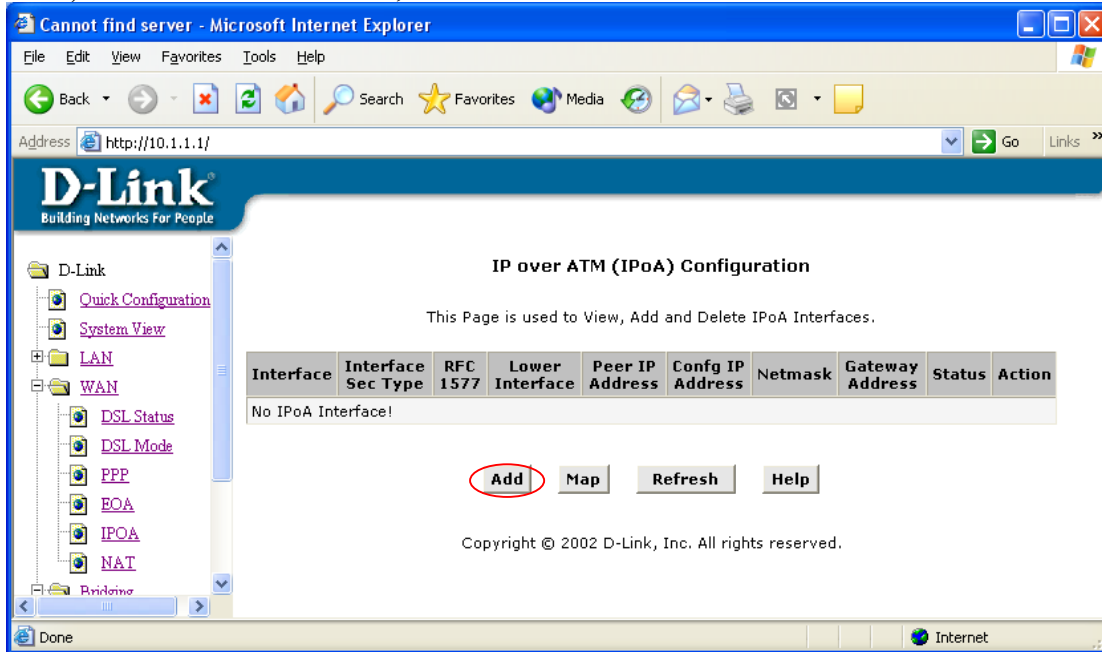 Cannot find server - Microsoft Internet Explorer
File Edit View Favorites Tools Help
Back Search Favorites Media
Address http://10.1.1.1/ Go Links »
D-Link®
Building Networks for People
D-Link
Quick Configuration
System View
LAN
WAN
DSL Status
DSL Mode
PPP
EOA
IPOA
NAT
Bridging
IP over ATM (IPoA) Configuration
This Page is used to View, Add and Delete IPoA Interfaces.
Interface Interface Sec Type RFC 1577 Lower Interface Peer IP Address Confg IP Address Netmask Gateway Address Status Action
No IPoA Interface!
Add Map Refresh Help
Copyright © 2002 D-Link, Inc. All rights reserved.
Done Internet